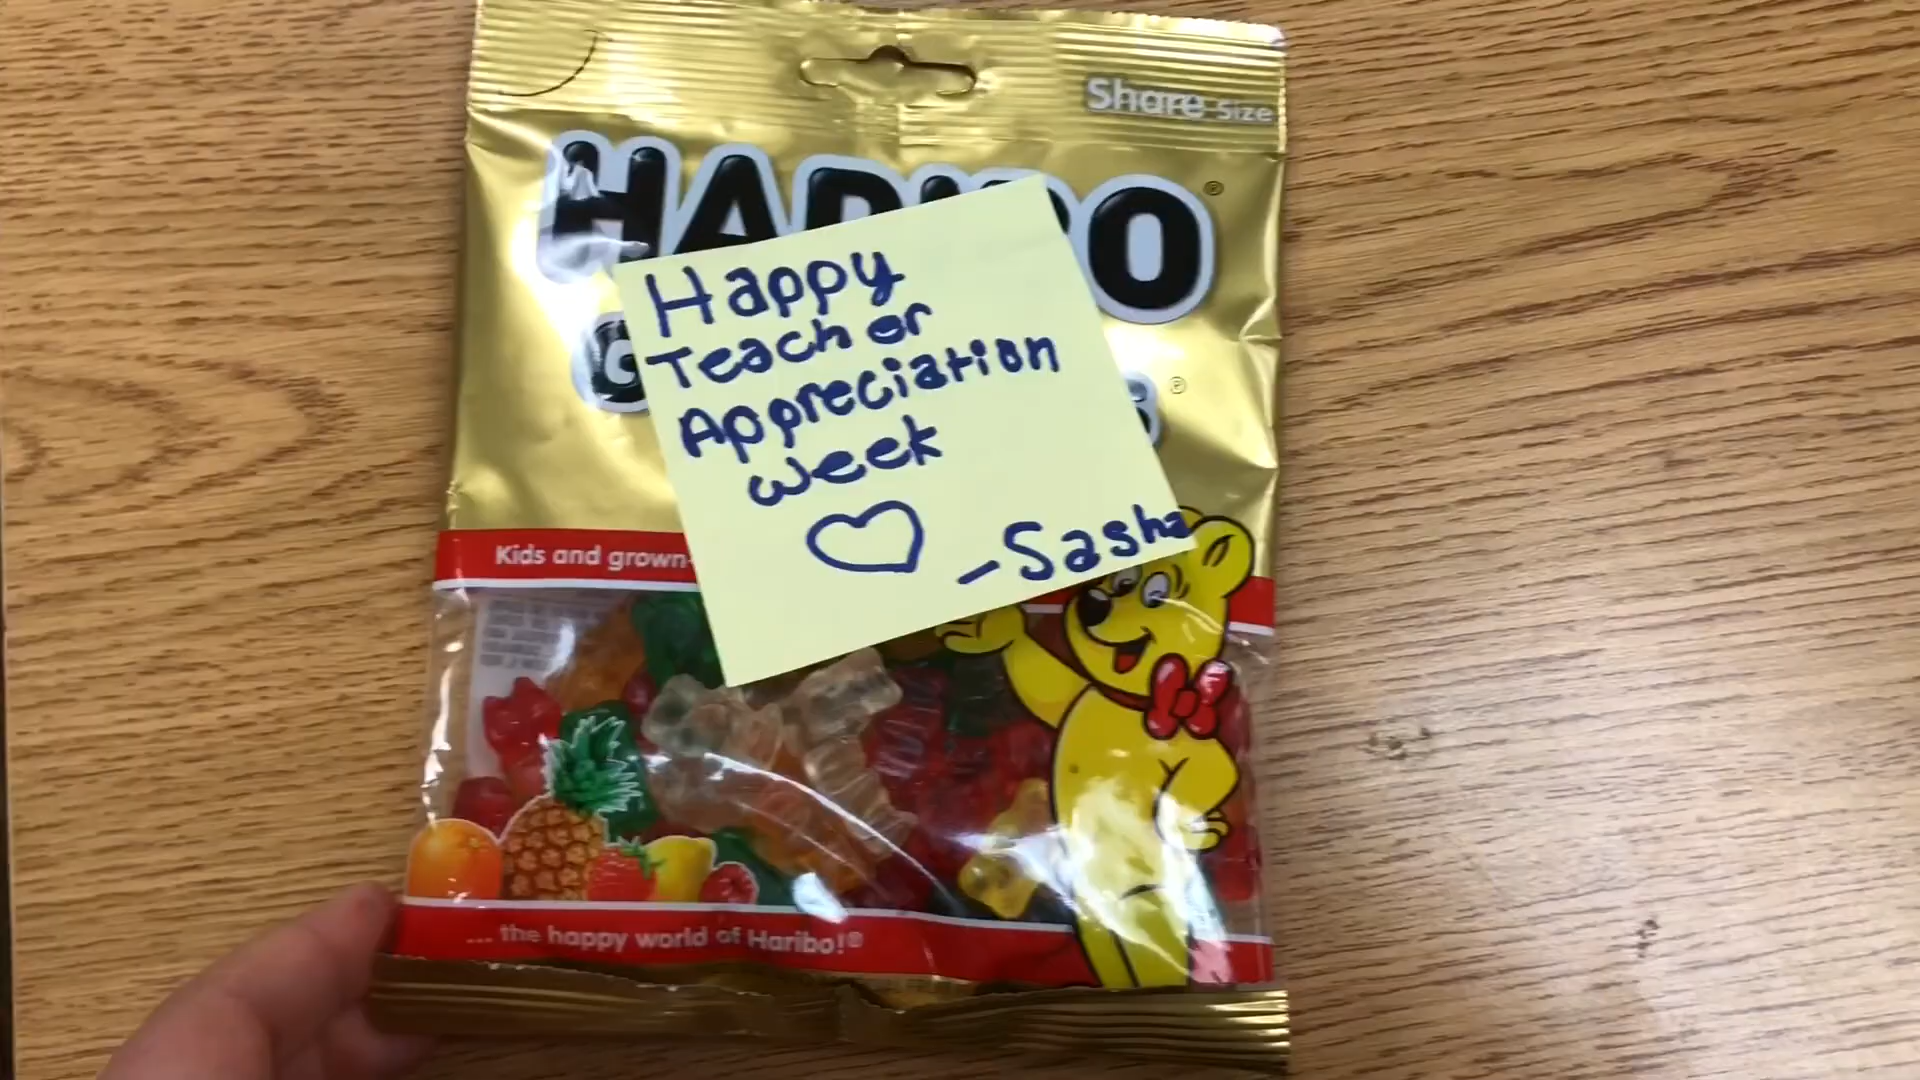 Share Size
HARIBO
Happy
Teacher
Appreciation
week
-Sasha
Kids and grown-
... the happy world of Haribo!®